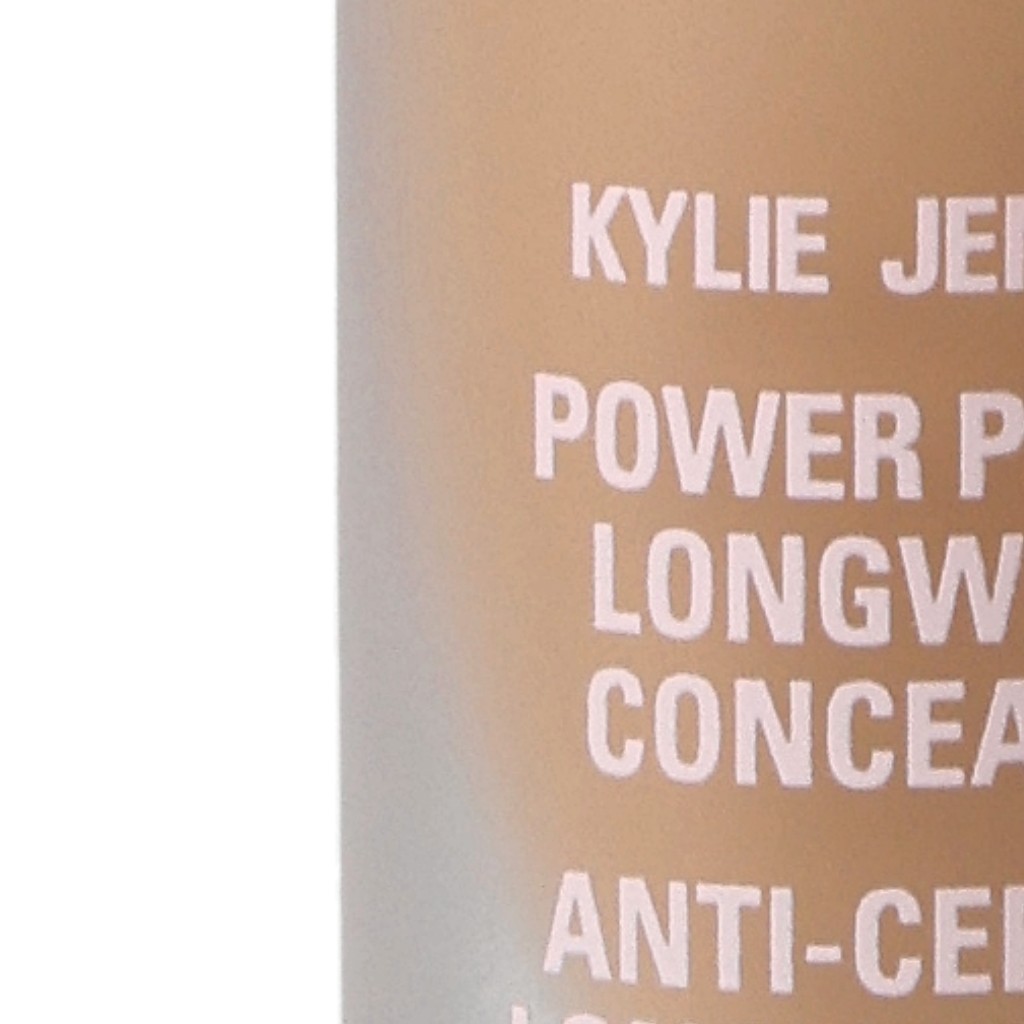 KYLIE JE
POWER P
LONGW
CONCEA
ANTI-CE